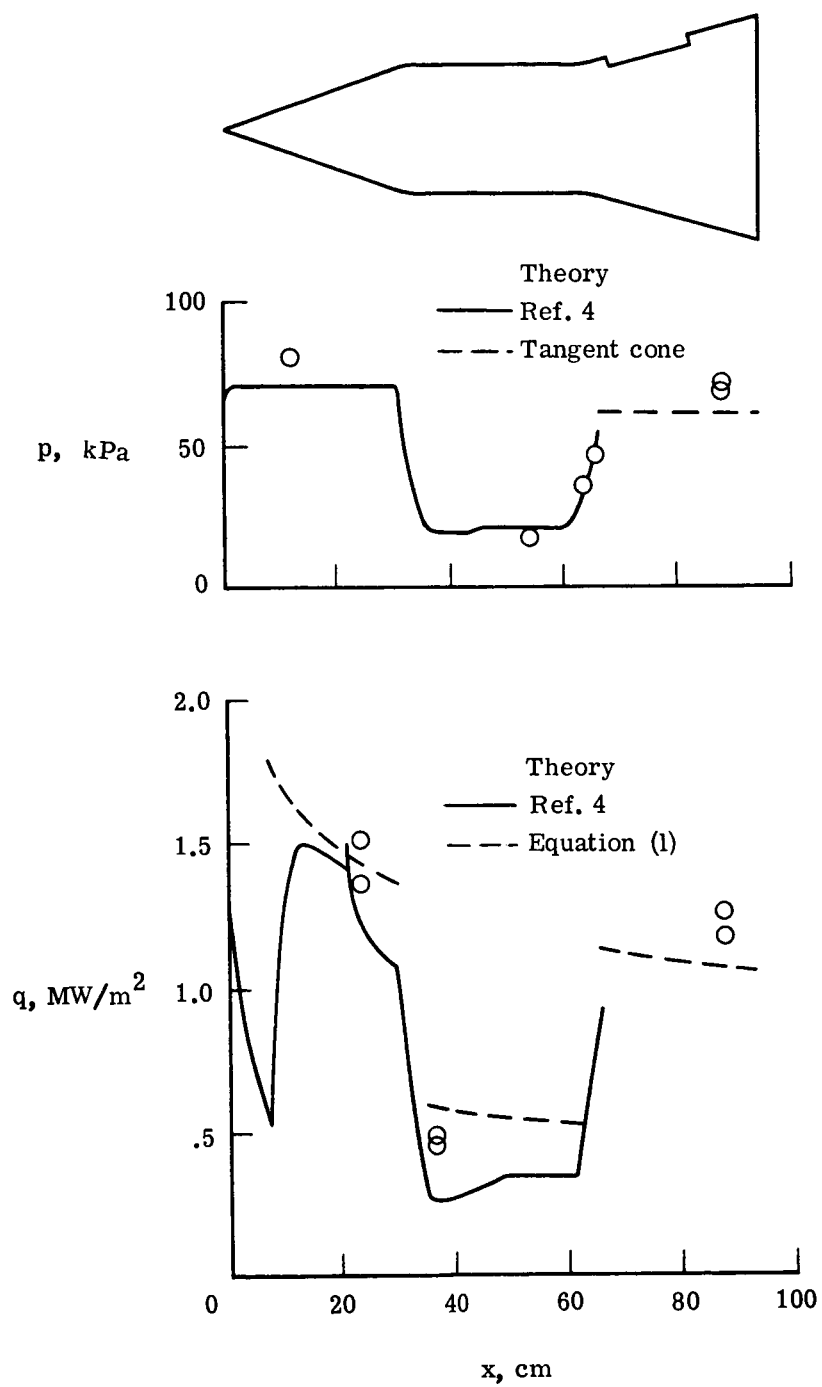 Theory
Ref. 4
Tangent cone
100
50
0
p, kPa
Theory
Ref. 4
Equation (1)
2.0
1.5
1.0
.5
q, MW/m²
0 20 40 60 80 100
x, cm